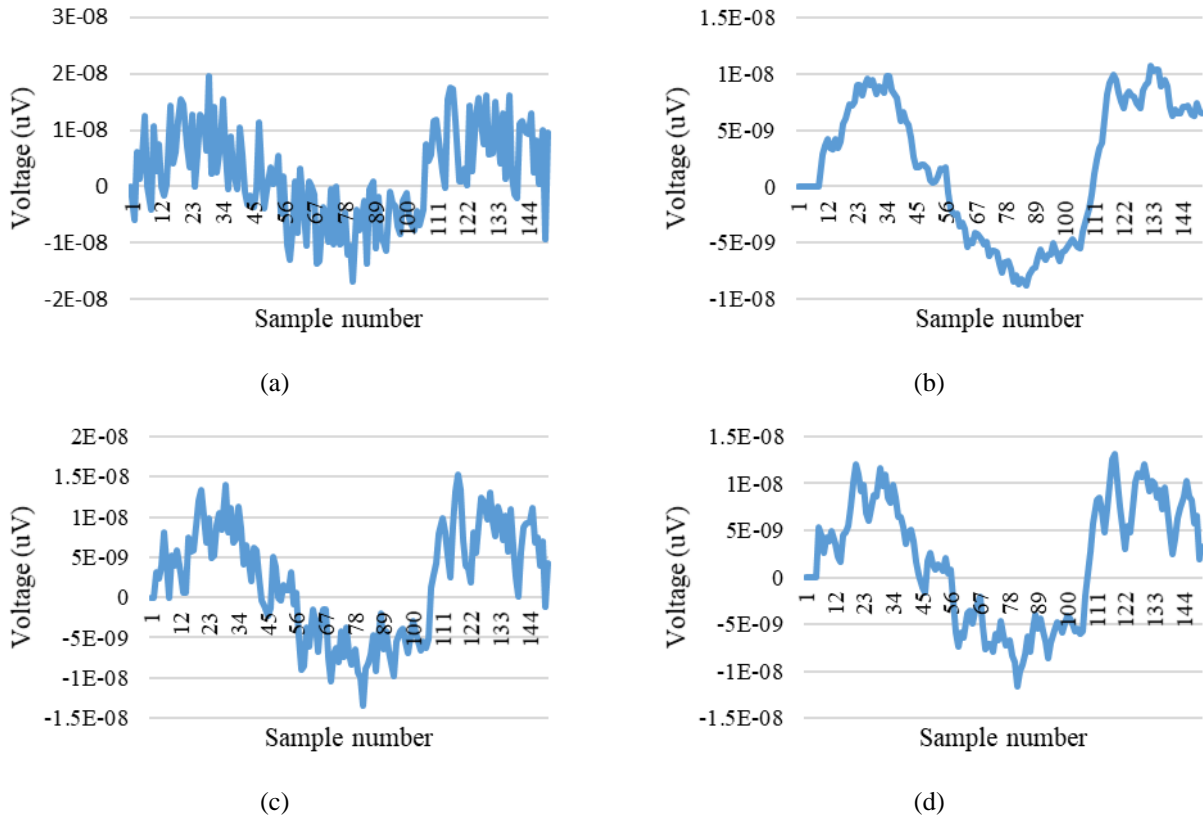 3E-08
2E-08
1E-08
0
-1E-08
-2E-08
Voltage (uV)
1 12 23 34 45 56 67 78 89 100 111 122 133 144
Sample number
(a)
1.5E-08
1E-08
5E-09
0
-5E-09
-1E-08
Voltage (uV)
1 12 23 34 45 56 67 78 89 100 111 122 133 144
Sample number
(b)
2E-08
1.5E-08
1E-08
5E-09
0
-5E-09
-1E-08
-1.5E-08
Voltage (uV)
1 12 23 34 45 56 67 78 89 100 111 122 133 144
Sample number
(c)
1.5E-08
1E-08
5E-09
0
-5E-09
-1E-08
-1.5E-08
Voltage (uV)
1 12 23 34 45 56 67 78 89 100 111 122 133 144
Sample number
(d)